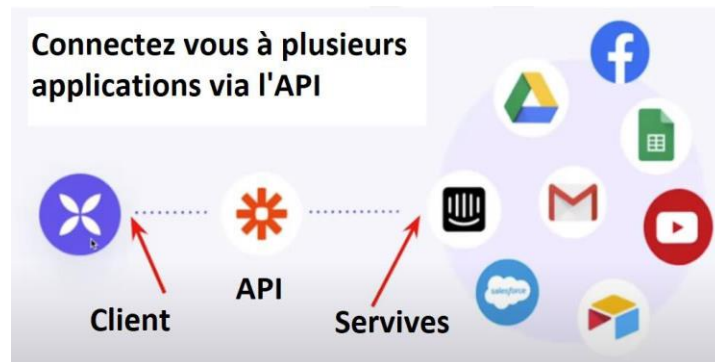 Connectez vous à plusieurs
applications via l'API
API
Client
Servives
salesforce